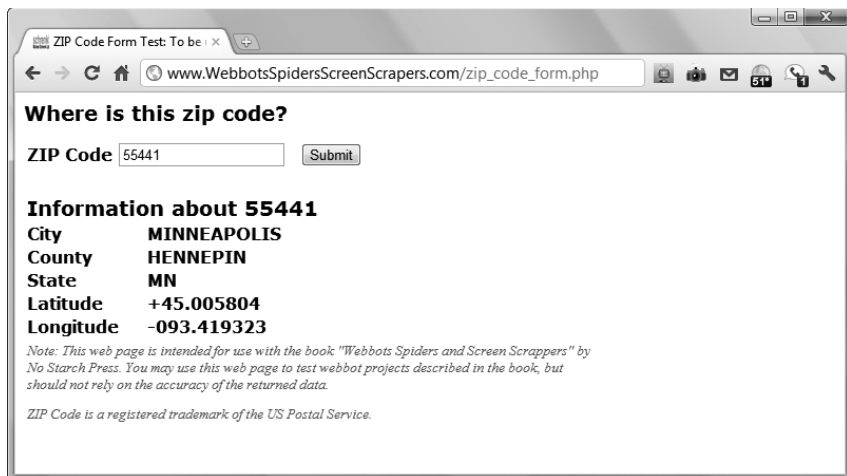 ZIP Code Form Test: To be
www.WebbotsSpidersScreenScrapers.com/zip_code_form.php
51°
1
Where is this zip code?
ZIP Code 55441 Submit
Information about 55441
City MINNEAPOLIS
County HENNEPIN
State MN
Latitude +45.005804
Longitude -093.419323
Note: This web page is intended for use with the book "Webbots Spiders and Screen Scrappers" by
No Starch Press. You may use this web page to test webbot projects described in the book, but
should not rely on the accuracy of the returned data.
ZIP Code is a registered trademark of the US Postal Service.